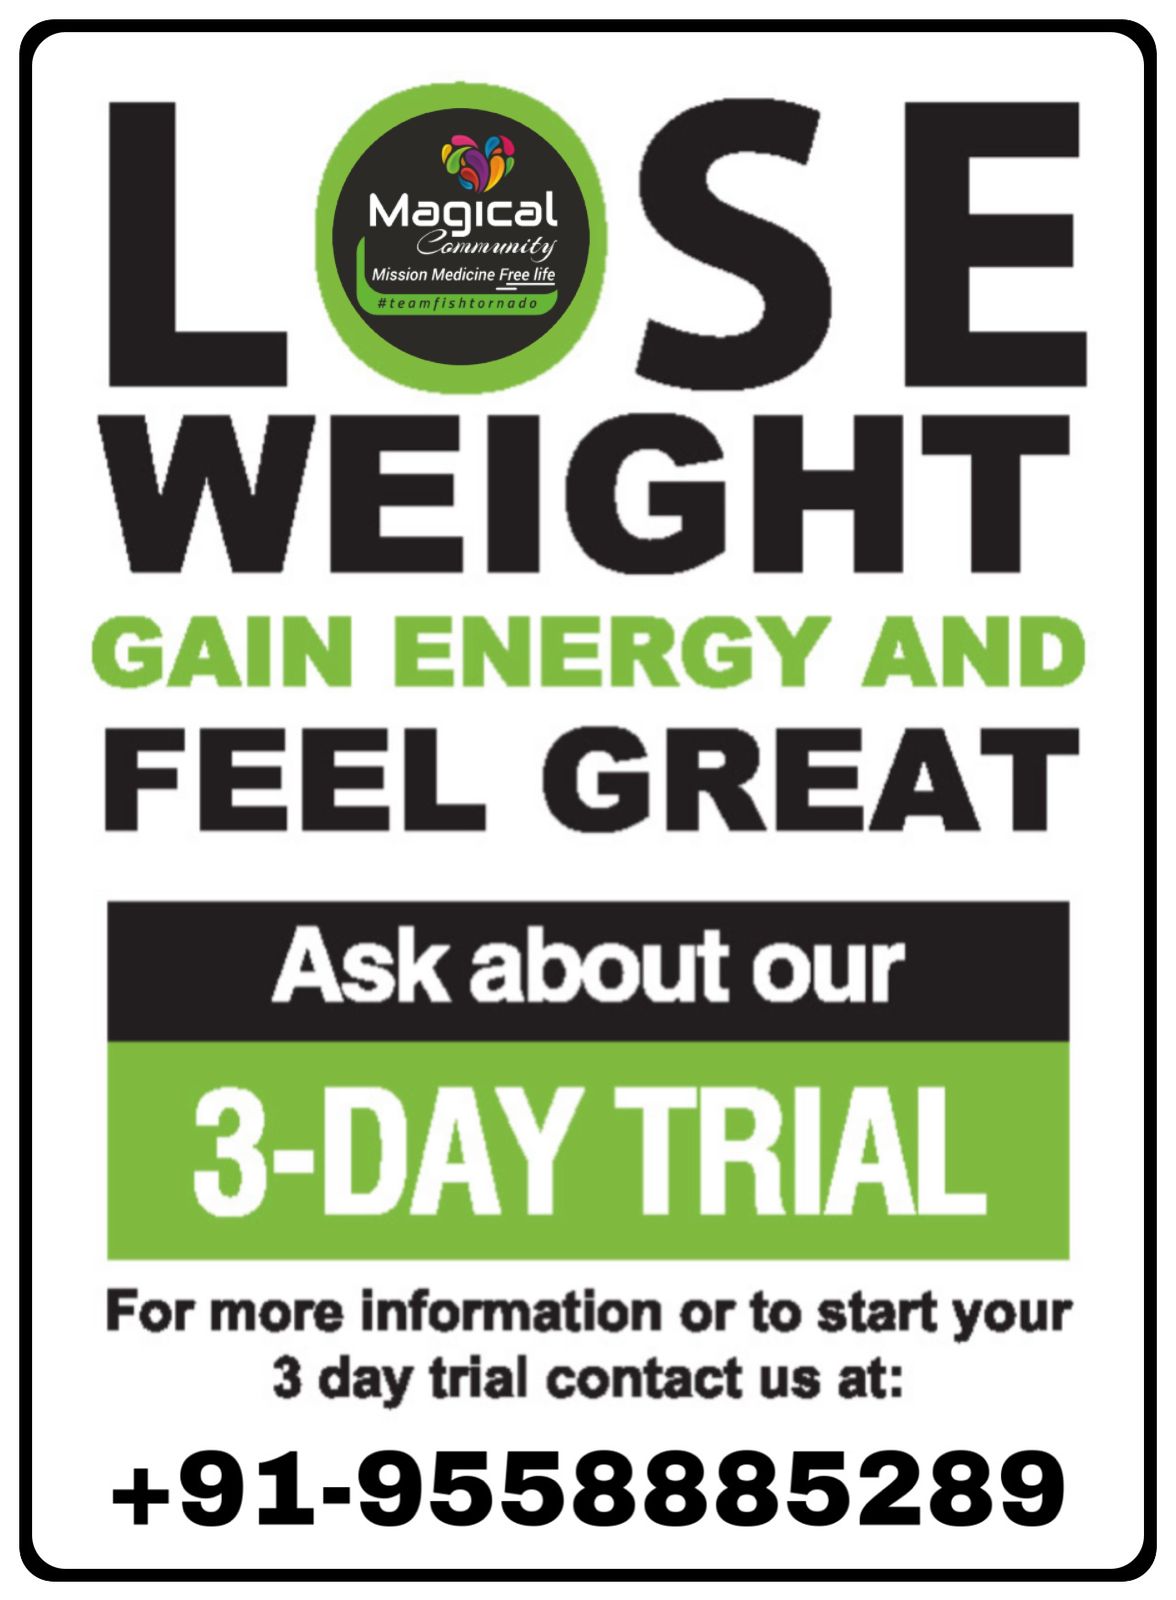 LOSE
Magical
Community
Mission Medicine Free life
#teamfishtornado
WEIGHT
GAIN ENERGY AND
FEEL GREAT
Ask about our
3-DAY TRIAL
For more information or to start your
3 day trial contact us at:
+91-9558885289